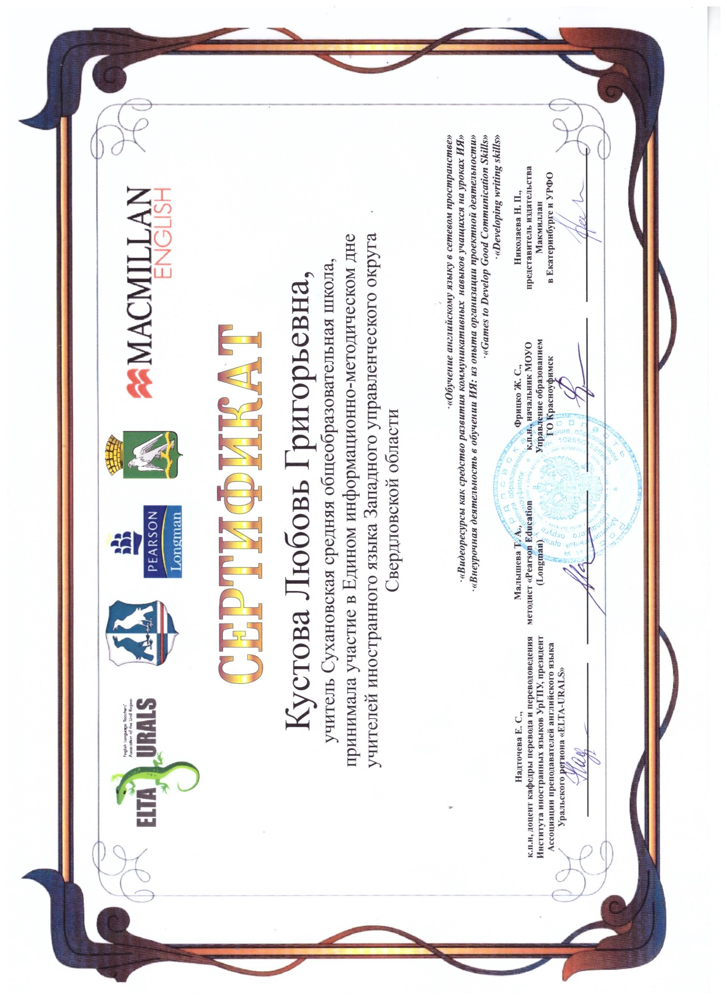 ELTA URALS
English Language Teachers'
Association of the Ural Region
PEARSON
Longman
MACMILLAN
ENGLISH
СЕРТИФИКАТ
Кустова Любовь Григорьевна,
учитель Сухановская средняя общеобразовательная школа,
принимала участие в Едином информационно-методическом дне
учителей иностранного языка Западного управленческого округа
Свердловской области
·«Обучение английскому языку в сетевом пространстве»
·«Видеоресурсы как средство развития коммуникативных навыков учащихся на уроках ИЯ»
·«Внеурочная деятельность в обучении ИЯ: из опыта организации проектной деятельности»
·«Games to Develop Good Communication Skills»
·«Developing writing skills»
Надточева Е. С.,
к.п.н, доцент кафедры перевода и переводоведения
Института иностранных языков УрГПУ, президент
Ассоциации преподавателей английского языка
Уральского региона «ELTA-URALS»
Малышева Т. А.,
методист «Pearson Education
(Longman)
Фрицко Ж. С.,
к.п.н., начальник МОУО
Управление образованием
ГО Красноуфимск
Николаева Н. П.,
представитель издательства
Макмиллан
в Екатеринбурге и УРФО